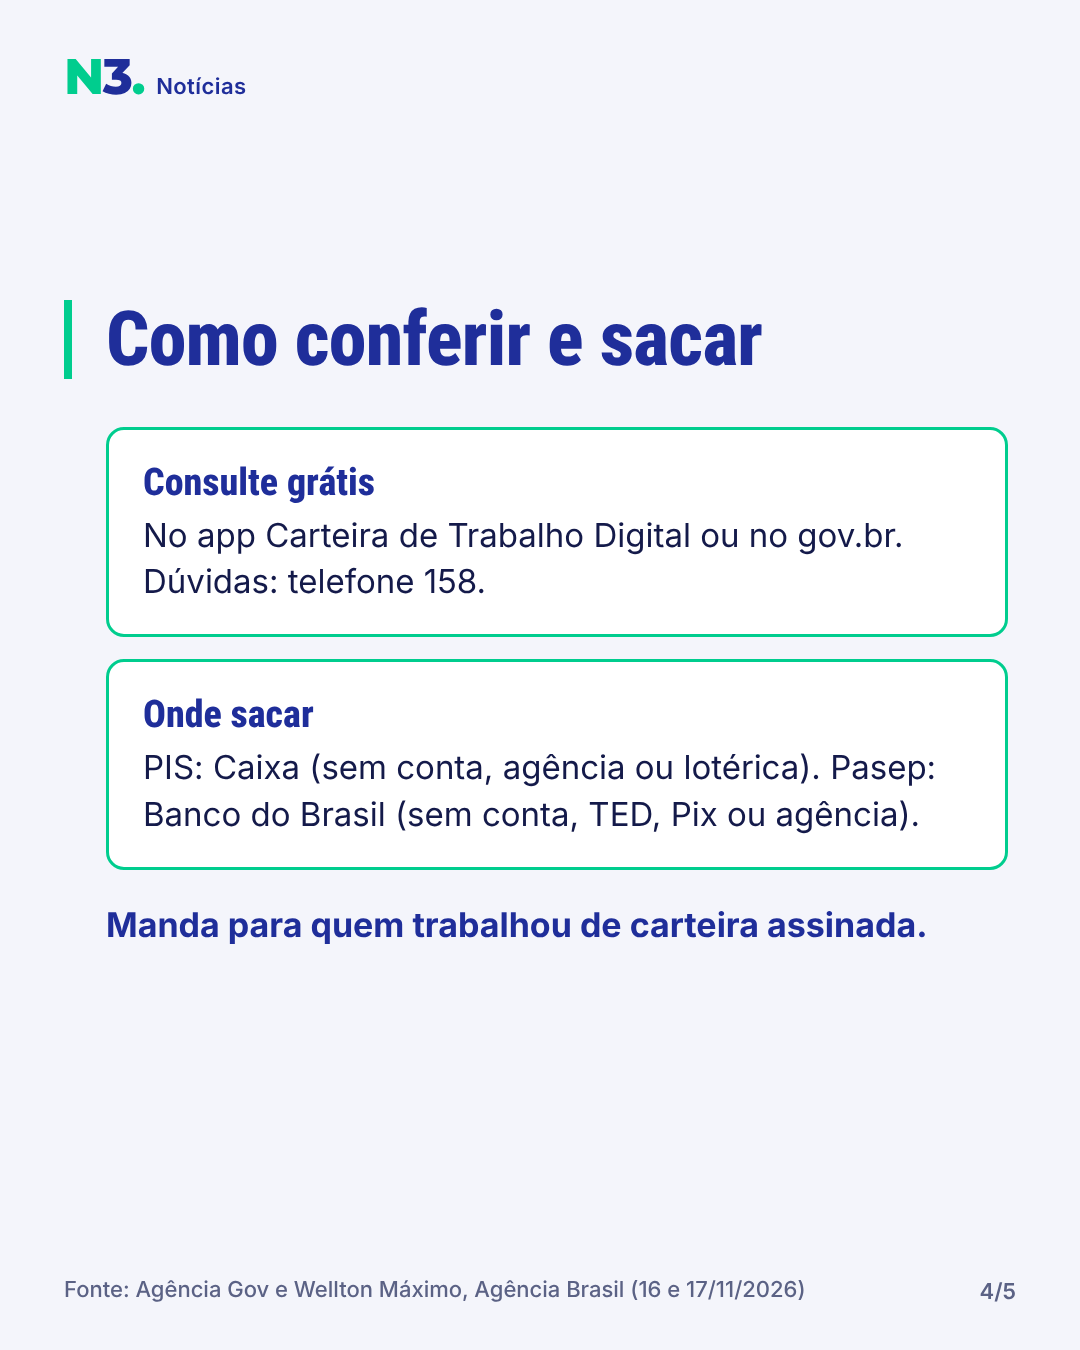 N3. Notícias
Como conferir e sacar
Consulte grátis
No app Carteira de Trabalho Digital ou no gov.br.
Dúvidas: telefone 158.
Onde sacar
PIS: Caixa (sem conta, agência ou lotérica). Pasep:
Banco do Brasil (sem conta, TED, Pix ou agência).
Manda para quem trabalhou de carteira assinada.
Fonte: Agência Gov e Wellton Máximo, Agência Brasil (16 e 17/11/2026)
4/5